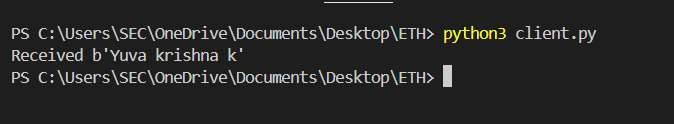 PS C:\Users\SEC\OneDrive\Documents\Desktop\ETH> python3 client.py
Received b'Yuva krishna k'
PS C:\Users\SEC\OneDrive\Documents\Desktop\ETH>